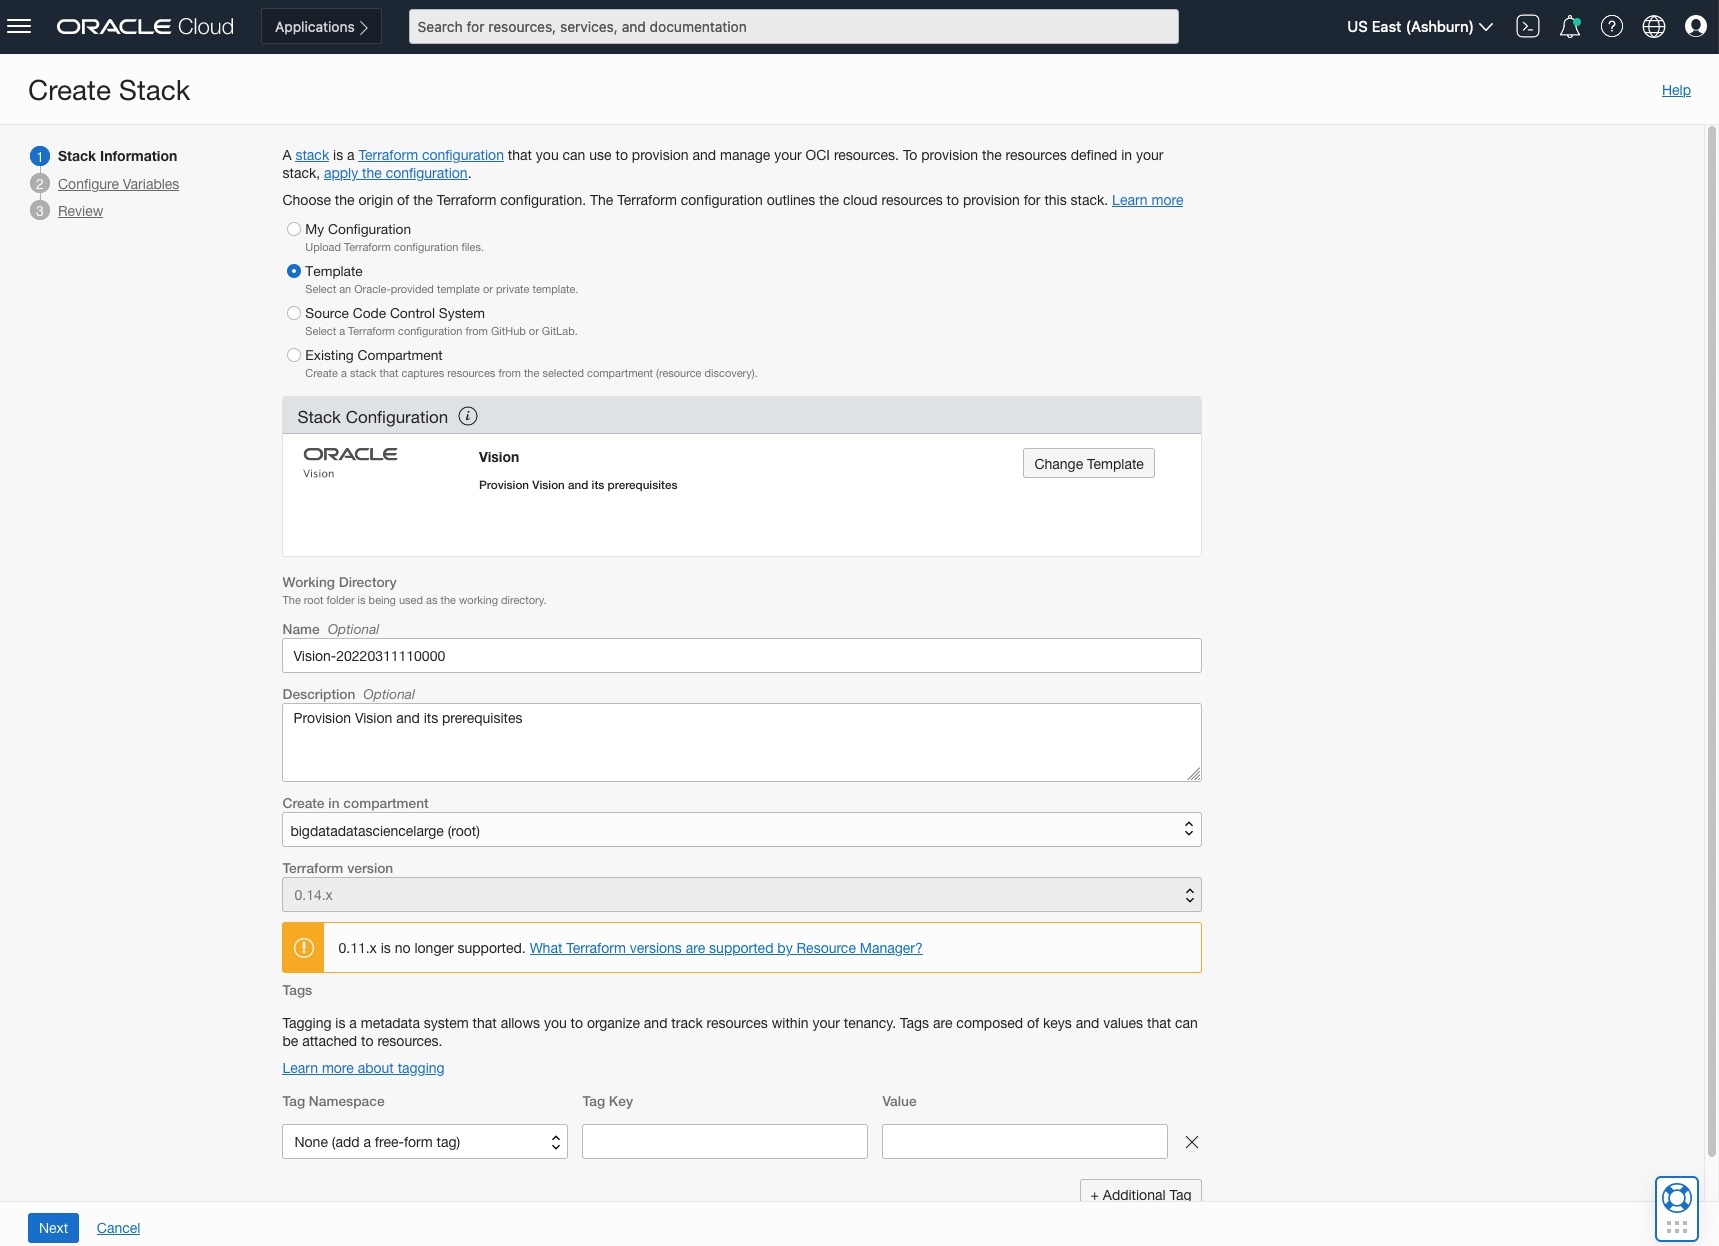 ORACLE Cloud
Applications
Search for resources, services, and documentation
US East (Ashburn)
Create Stack
Help
1 Stack Information
2 Configure Variables
3 Review
A stack is a Terraform configuration that you can use to provision and manage your OCI resources. To provision the resources defined in your
stack, apply the configuration.
Choose the origin of the Terraform configuration. The Terraform configuration outlines the cloud resources to provision for this stack. Learn more
My Configuration
Upload Terraform configuration files.
Template
Select an Oracle-provided template or private template.
Source Code Control System
Select a Terraform configuration from GitHub or GitLab.
Existing Compartment
Create a stack that captures resources from the selected compartment (resource discovery).
Stack Configuration i
ORACLE
Vision
Vision
Provision Vision and its prerequisites
Change Template
Working Directory
The root folder is being used as the working directory.
Name Optional
Vision-20220311110000
Description Optional
Provision Vision and its prerequisites
Create in compartment
bigdatadatasciencelarge (root)
Terraform version
0.14.x
0.11.x is no longer supported. What Terraform versions are supported by Resource Manager?
Tags
Tagging is a metadata system that allows you to organize and track resources within your tenancy. Tags are composed of keys and values that can
be attached to resources.
Learn more about tagging
Tag Namespace Tag Key Value
None (add a free-form tag)
+ Additional Tag
Next Cancel